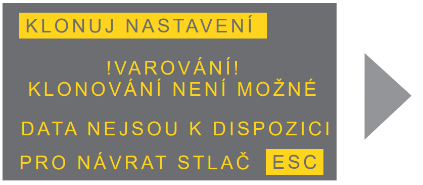 KLONUJ NASTAVENÍ
!VAROVÁNÍ!
KLONOVÁNÍ NENÍ MOŽNÉ
DATA NEJSOU K DISPOZICI
PRO NÁVRAT STLAČ ESC